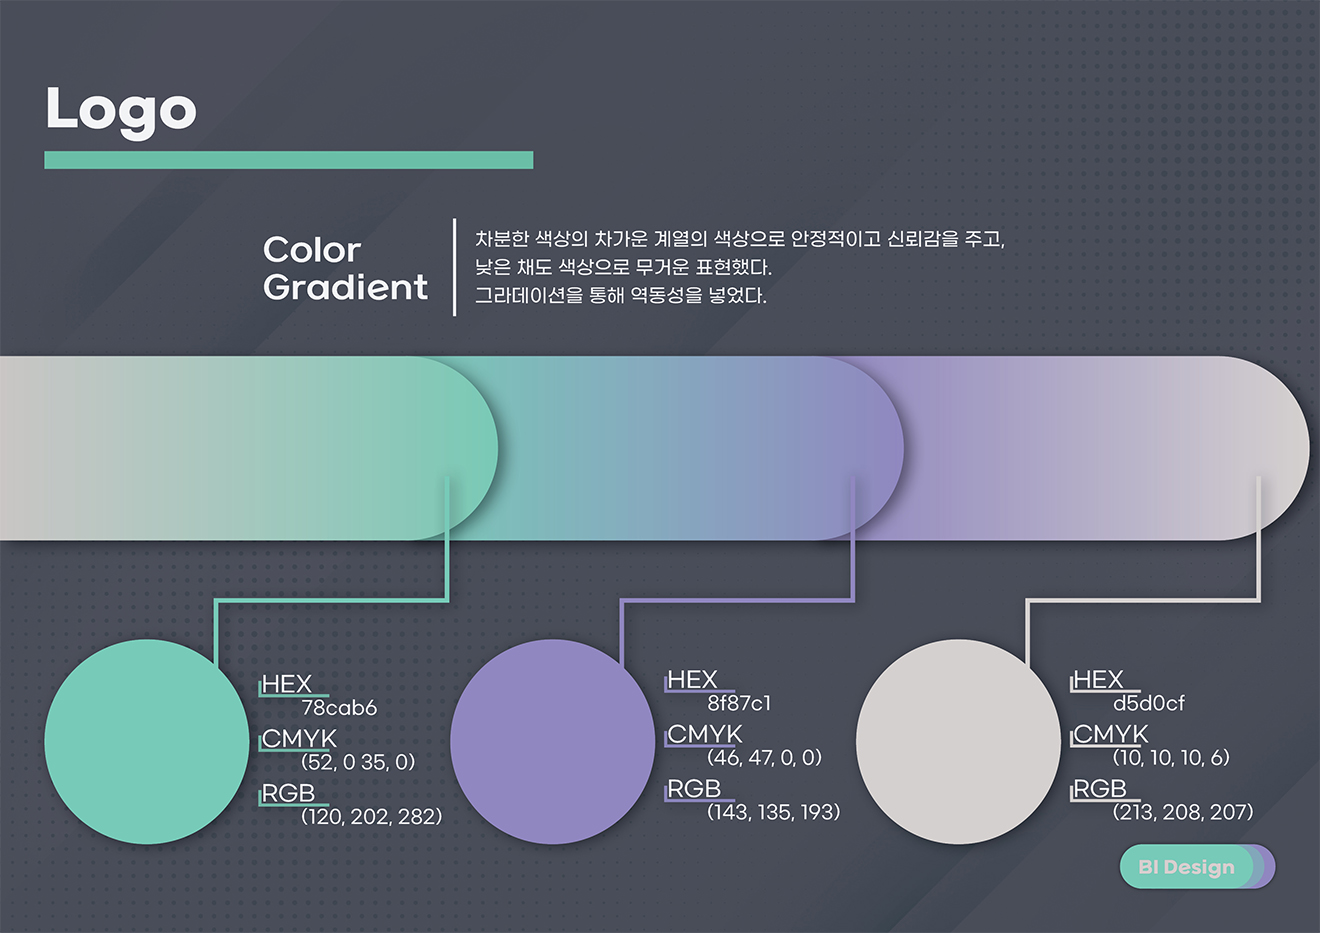 Logo
Color
Gradient
차분한 색상의 차가운 계열의 색상으로 안정적이고 신뢰감을 주고,
낮은 채도 색상으로 무거운 표현했다.
그라데이션을 통해 역동성을 넣었다.
HEX
78cab6
CMYK
(52, 0 35, 0)
RGB
(120, 202, 282)
HEX
8f87c1
CMYK
(46, 47, 0, 0)
RGB
(143, 135, 193)
HEX
d5d0cf
CMYK
(10, 10, 10, 6)
RGB
(213, 208, 207)
BI Design